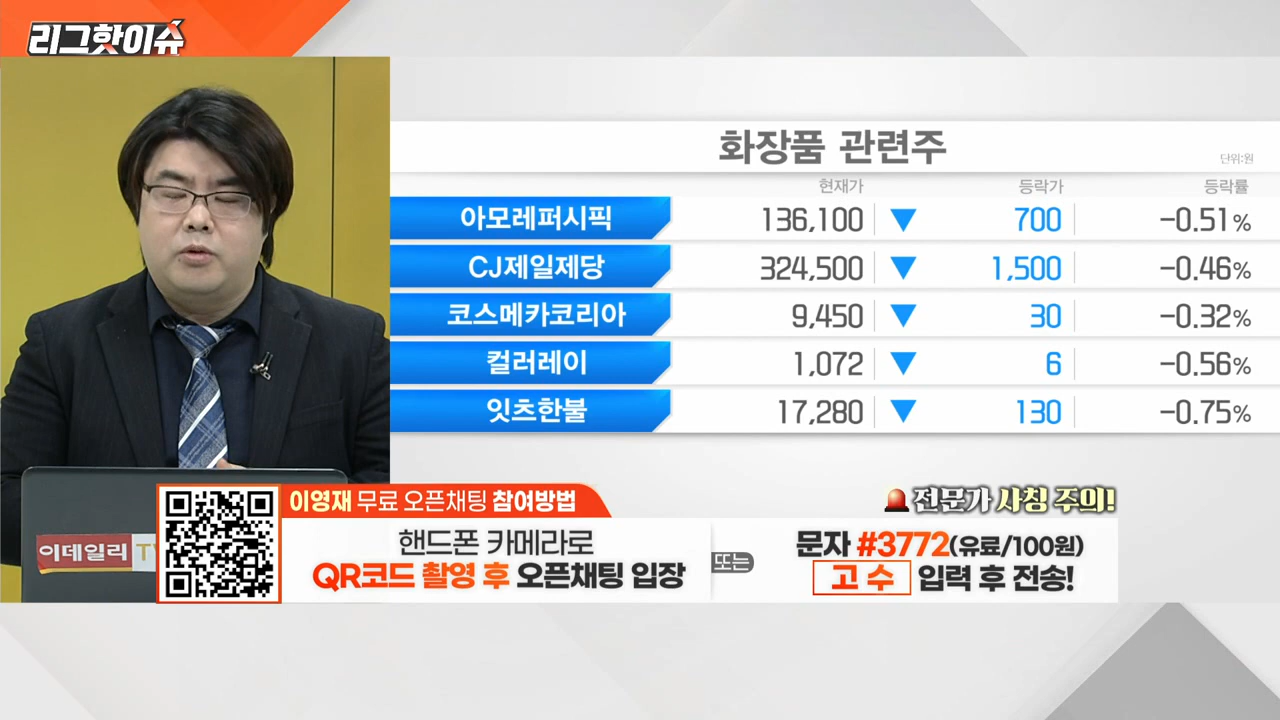 리그핫이슈
화장품 관련주
단위:원
현재가 등락가 등락률
아모레퍼시픽 136,100 ▼ 700 -0.51%
CJ제일제당 324,500 ▼ 1,500 -0.46%
코스메카코리아 9,450 ▼ 30 -0.32%
컬러레이 1,072 ▼ 6 -0.56%
잇츠한불 17,280 ▼ 130 -0.75%
이데일리 TV
이영재 무료 오픈채팅 참여방법
핸드폰 카메라로
QR코드 촬영 후 오픈채팅 입장
또는
전문가 사칭 주의!
문자 #3772(유료/100원)
고 수 입력 후 전송!